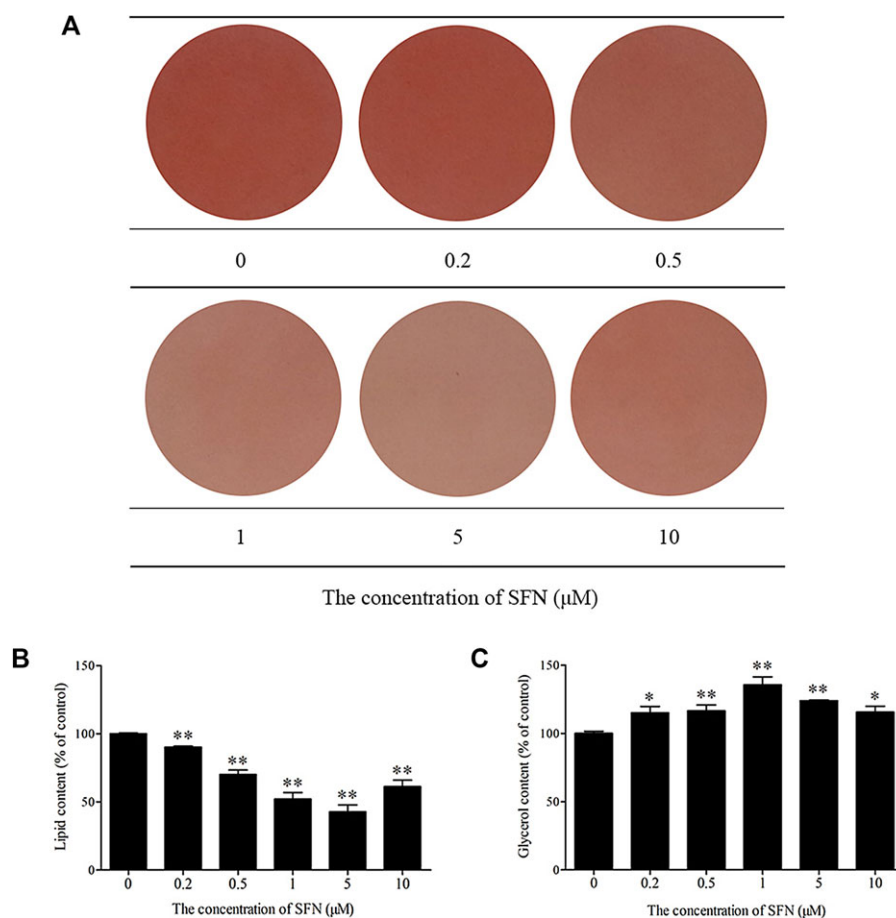 A
0 0.2 0.5
1 5 10
The concentration of SFN (μM)
B
Lipid content (% of control)
150
100
50
0
** ** ** ** **
0 0.2 0.5 1 5 10
The concentration of SFN (μM)
C
Glycerol content (% of control)
150
100
50
0
* ** ** ** *
0 0.2 0.5 1 5 10
The concentration of SFN (μM)